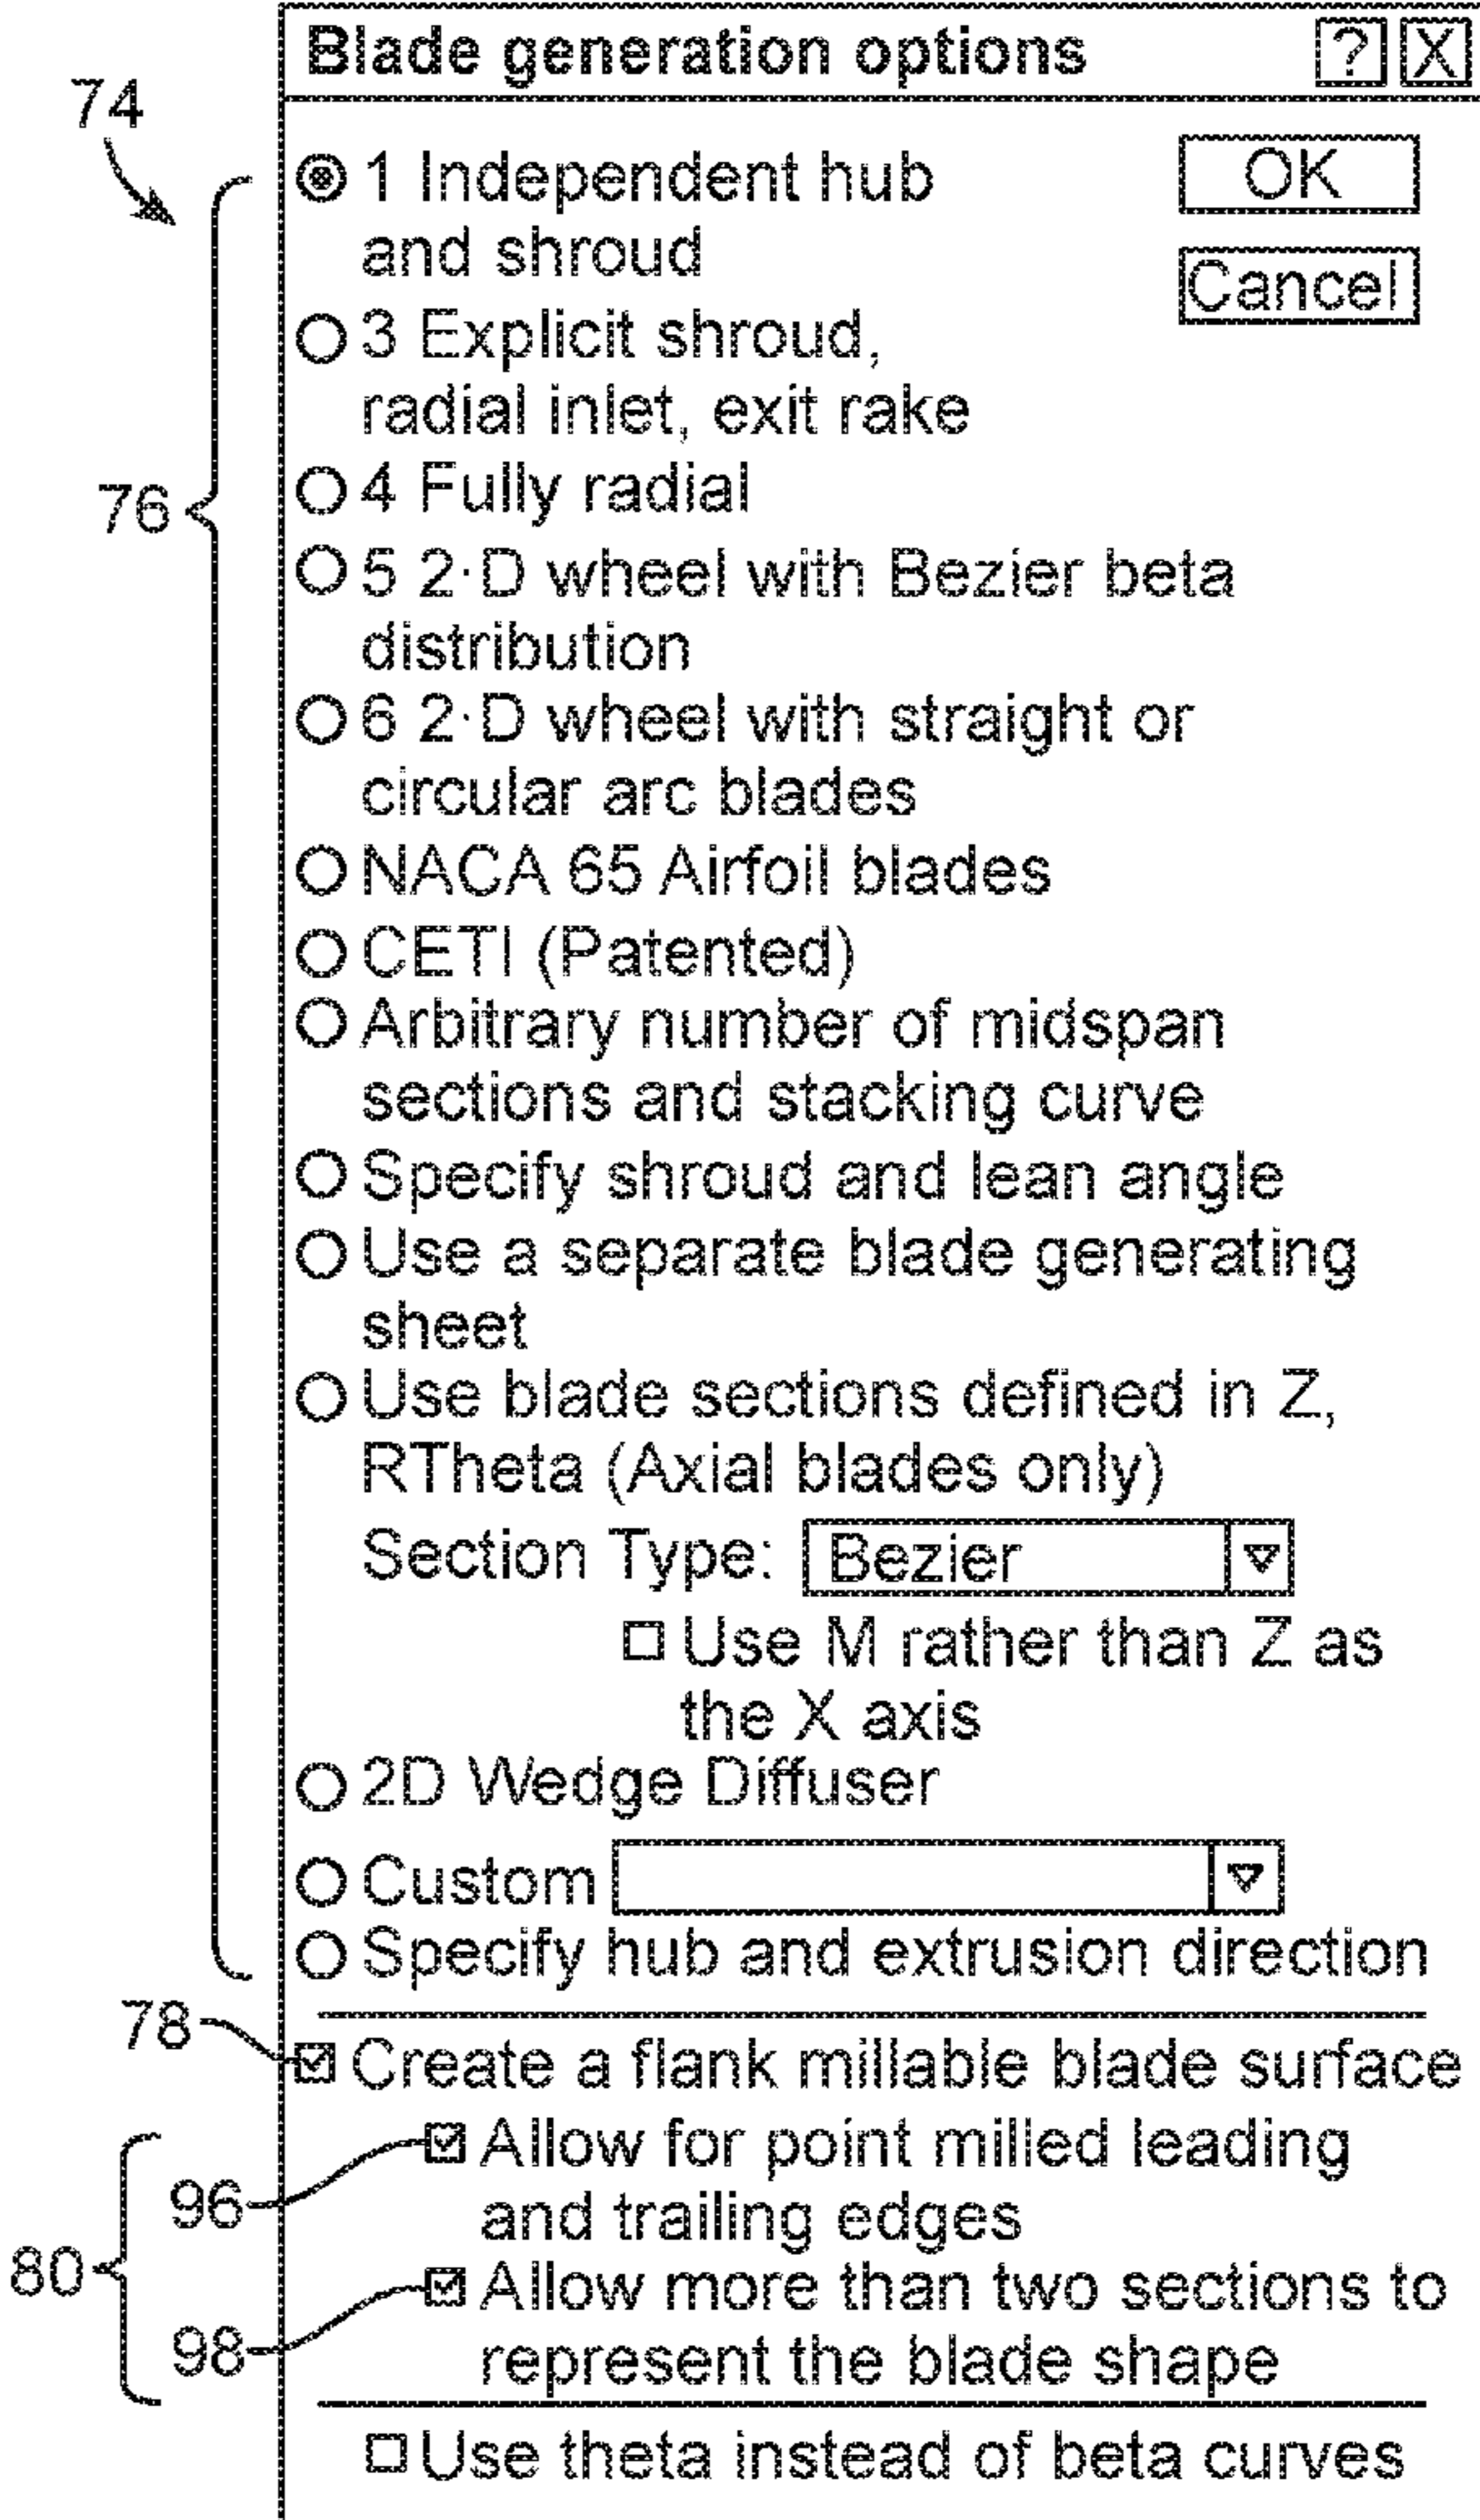 Blade generation options ? X
74
1 Independent hub OK
and shroud
Cancel
3 Explicit shroud,
radial inlet, exit rake
76
4 Fully radial
5 2·D wheel with Bezier beta
distribution
6 2·D wheel with straight or
circular arc blades
NACA 65 Airfoil blades
CETI (Patented)
Arbitrary number of midspan
sections and stacking curve
Specify shroud and lean angle
Use a separate blade generating
sheet
Use blade sections defined in Z,
RTheta (Axial blades only)
Section Type: Bezier
Use M rather than Z as
the X axis
2D Wedge Diffuser
Custom
Specify hub and extrusion direction
78
Create a flank millable blade surface
Allow for point milled leading
96
and trailing edges
80
Allow more than two sections to
98
represent the blade shape
Use theta instead of beta curves